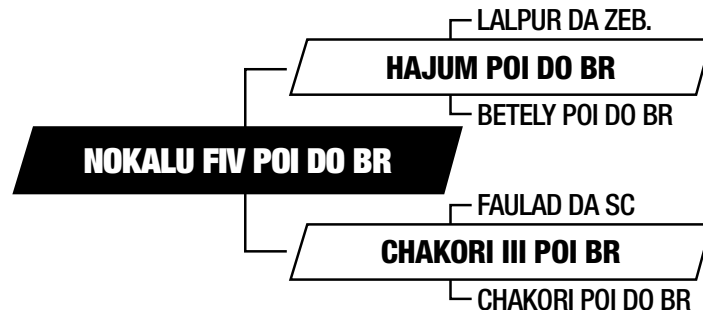 LALPUR DA ZEB.
HAJUM POI DO BR
BETELY POI DO BR
NOKALU FIV POI DO BR
FAULAD DA SC
CHAKORI III POI BR
CHAKORI POI DO BR